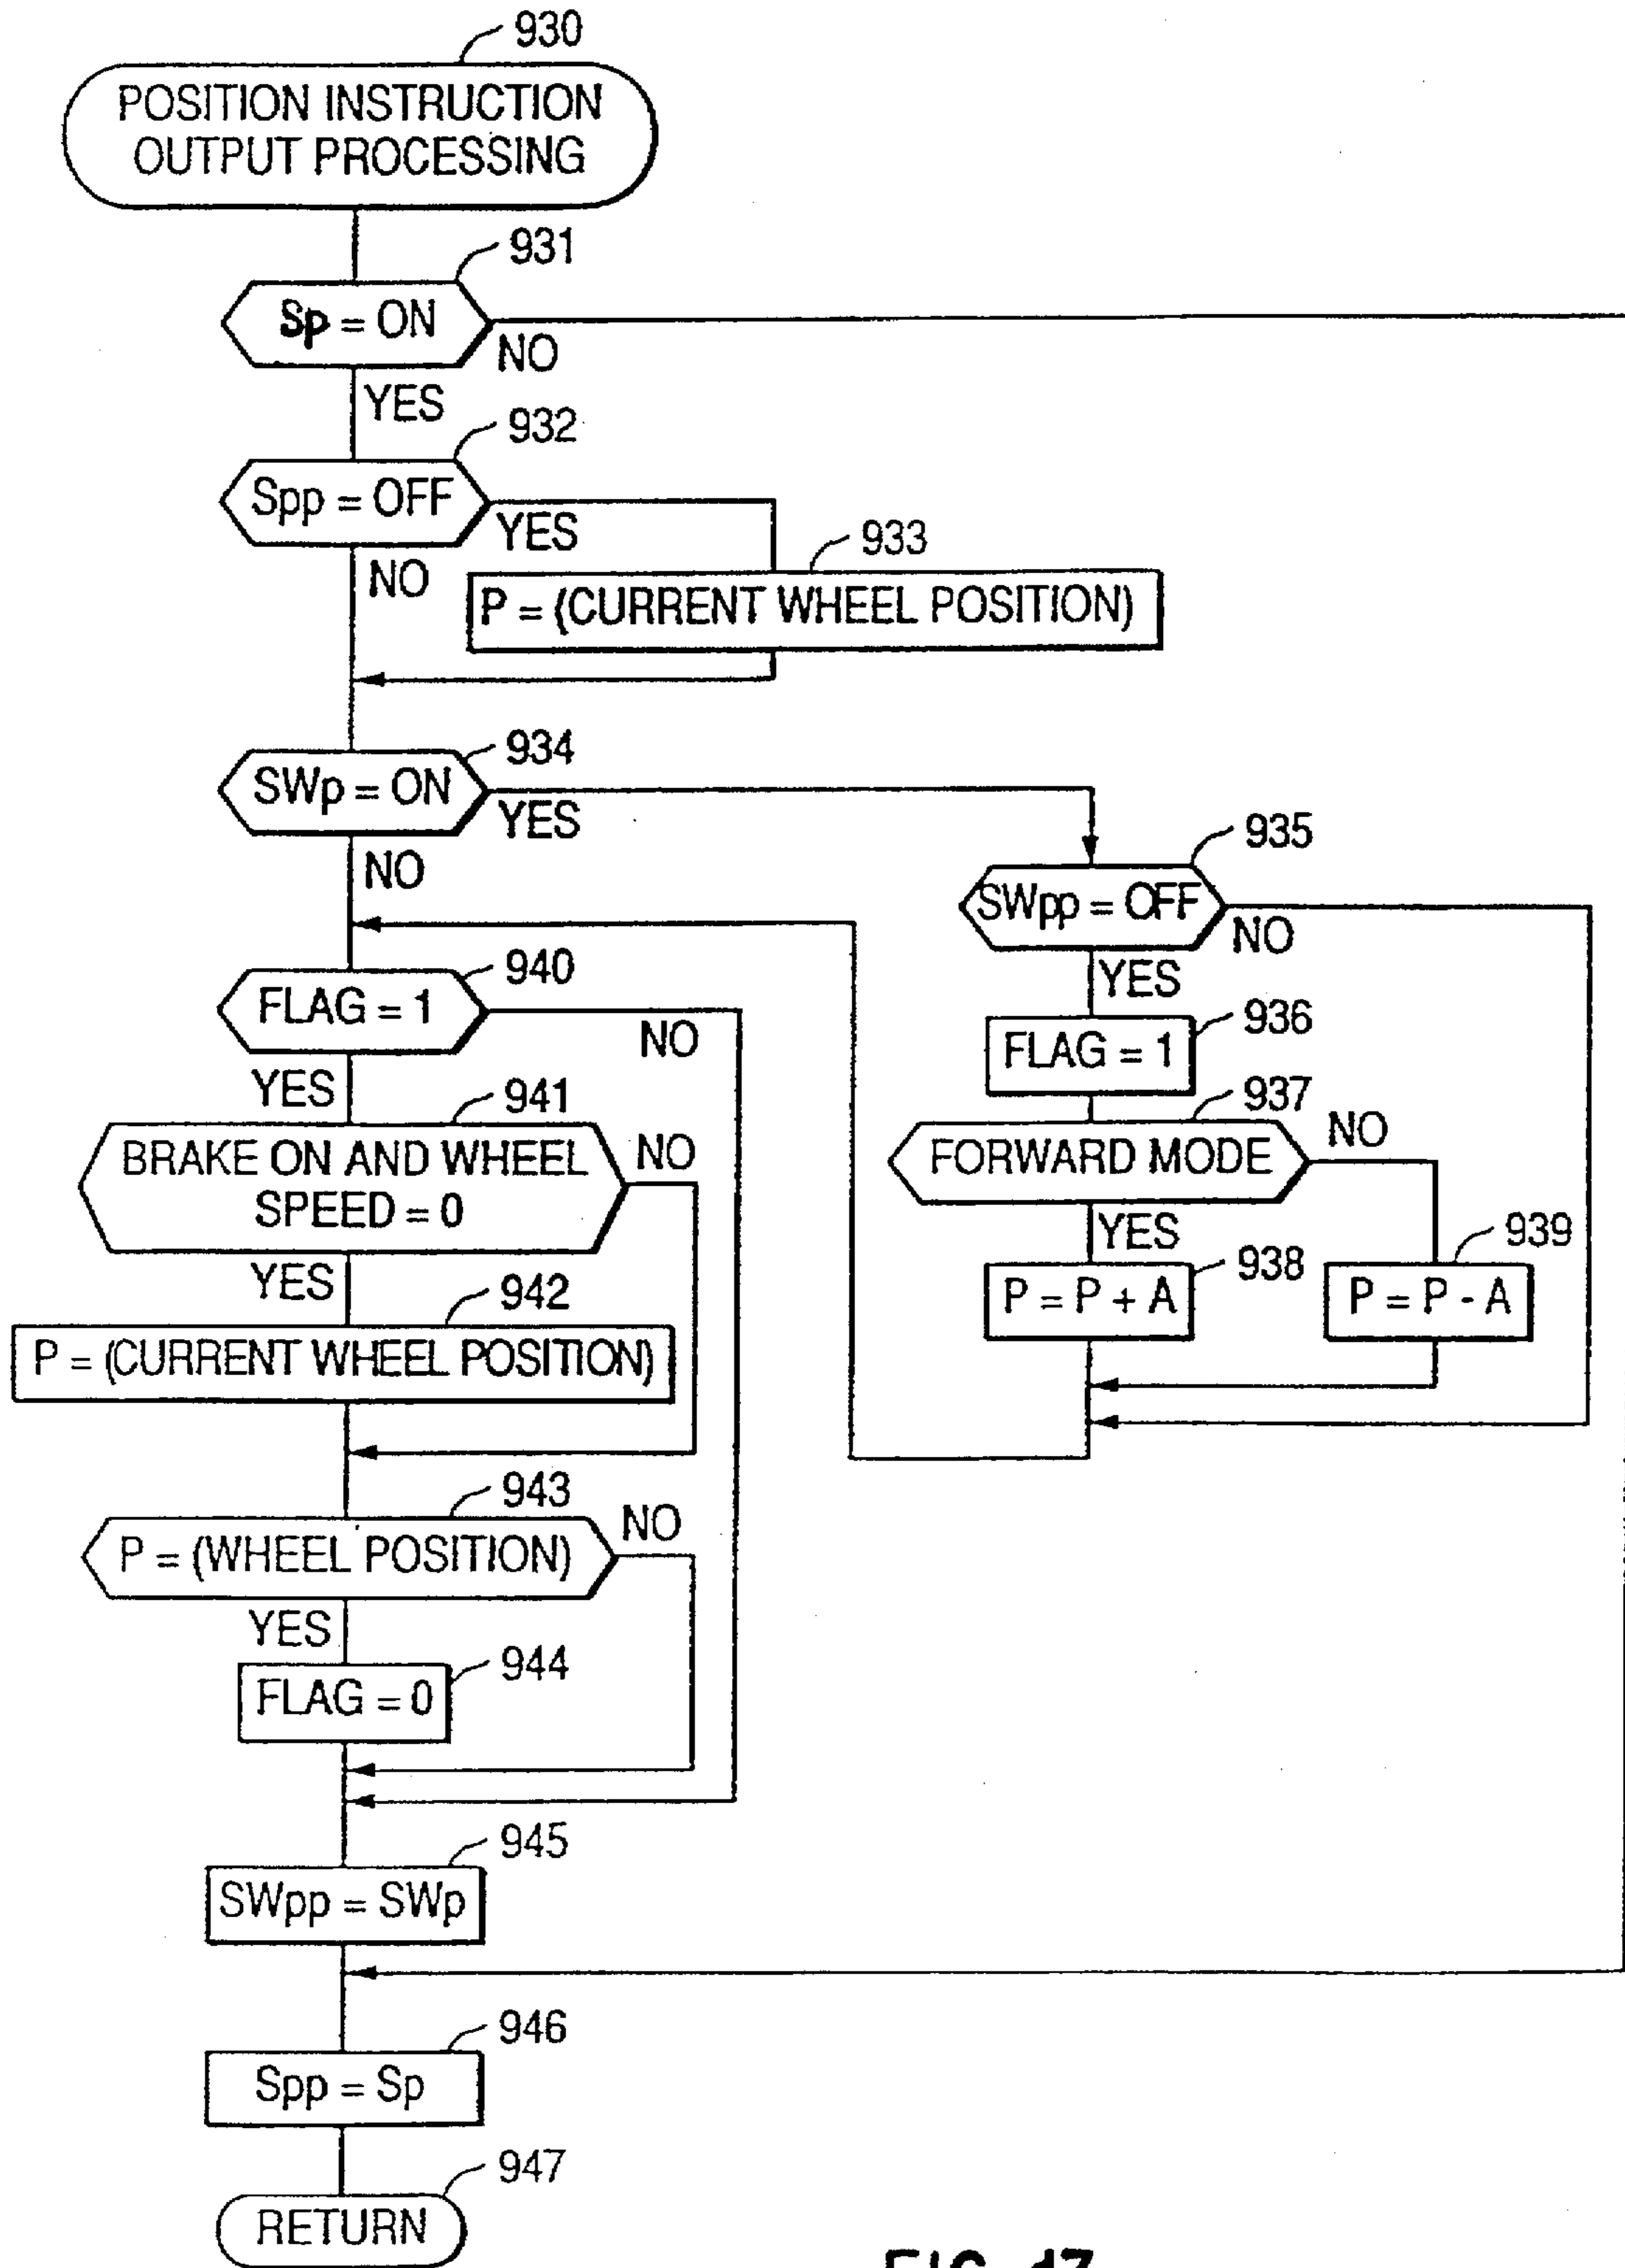 930
POSITION INSTRUCTION
OUTPUT PROCESSING
931
Sp = ON
NO
YES
932
Spp = OFF
YES
NO
933
P = (CURRENT WHEEL POSITION)
934
SWp = ON
YES
NO
935
SWpp = OFF
NO
YES
936
FLAG = 1
937
FORWARD MODE
NO
YES
938
P = P + A
939
P = P - A
940
FLAG = 1
NO
YES
941
BRAKE ON AND WHEEL
SPEED = 0
NO
YES
942
P = (CURRENT WHEEL POSITION)
943
P = (WHEEL POSITION)
NO
YES
944
FLAG = 0
945
SWpp = SWp
946
Spp = Sp
947
RETURN
FIG. 17